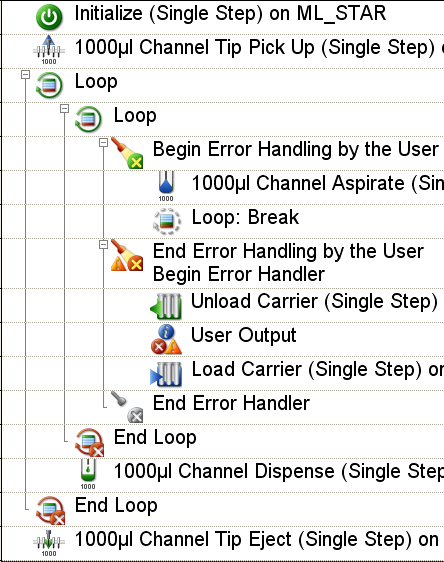 Initialize (Single Step) on ML_STAR
1000µl Channel Tip Pick Up (Single Step)
Loop
Loop
Begin Error Handling by the User
1000µl Channel Aspirate (Sin
Loop: Break
End Error Handling by the User
Begin Error Handler
Unload Carrier (Single Step)
User Output
Load Carrier (Single Step) on
End Error Handler
End Loop
1000µl Channel Dispense (Single Step
End Loop
1000µl Channel Tip Eject (Single Step) on
1000
1000
1000
1000